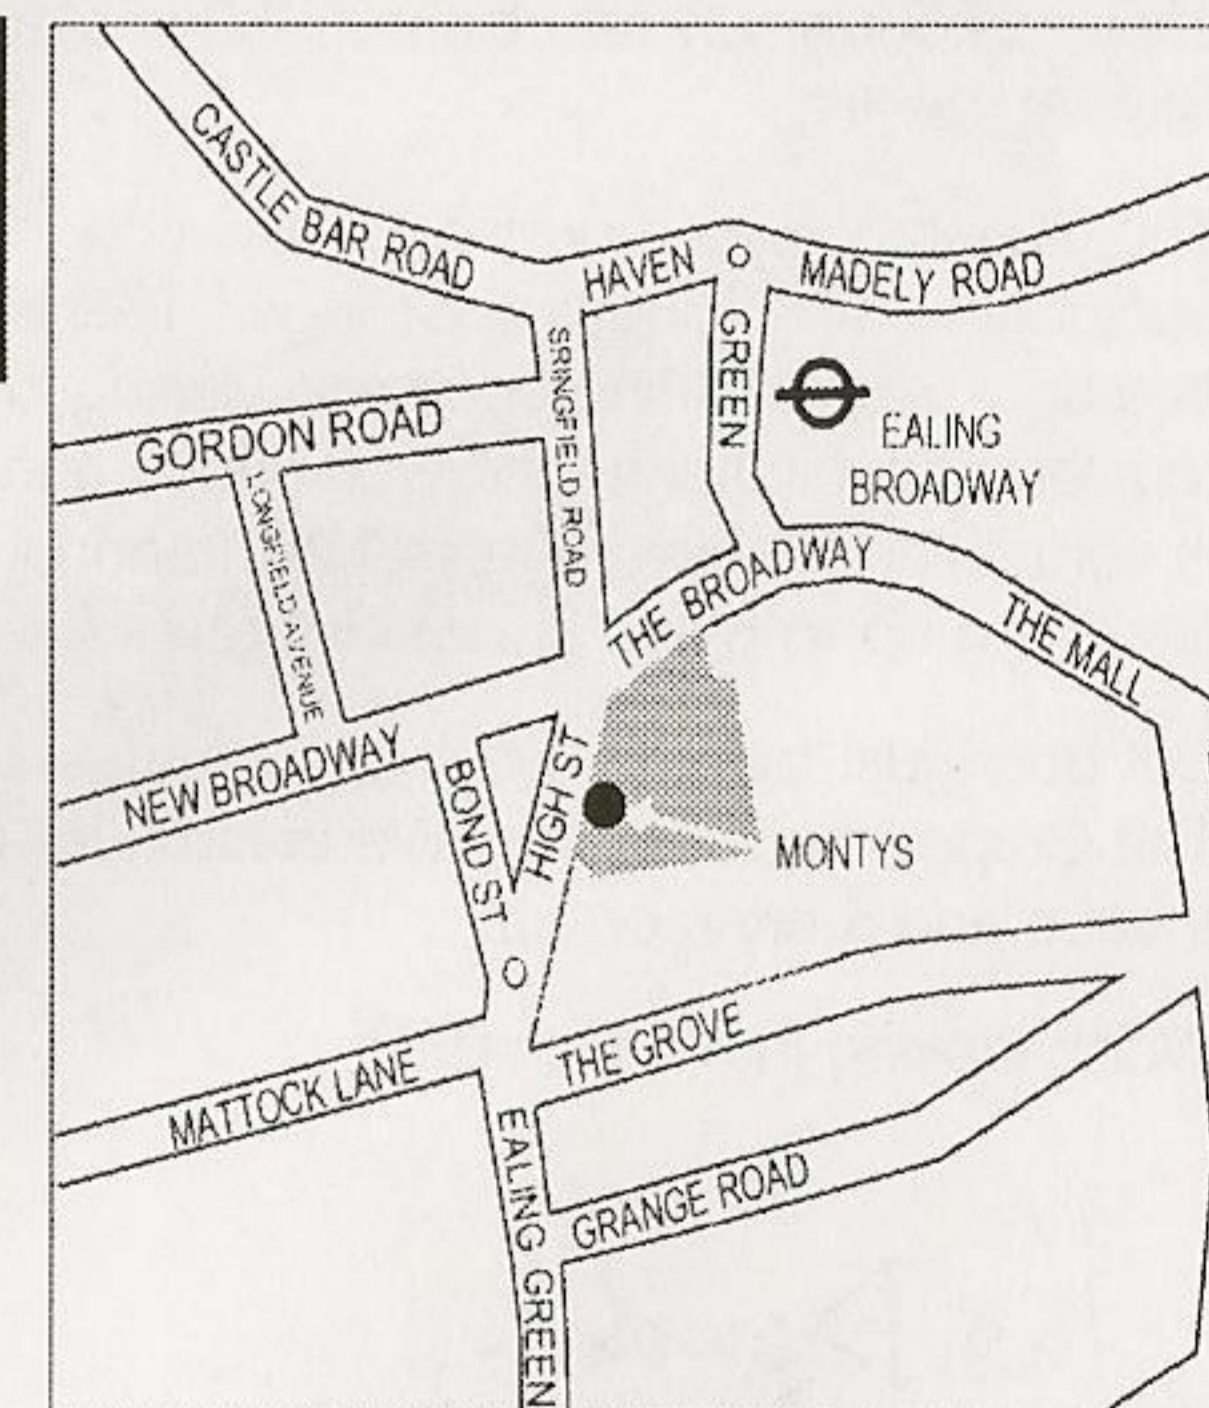 CASTLE BAR ROAD
HAVEN
MADELY ROAD
GREEN
SRINGFIELD ROAD
GORDON ROAD
EALING
BROADWAY
LONGFIELD AVENUE
THE BROADWAY
THE MALL
NEW BROADWAY
BOND ST
HIGH ST
MONTYS
THE GROVE
MATTOCK LANE
EALING GREEN
GRANGE ROAD